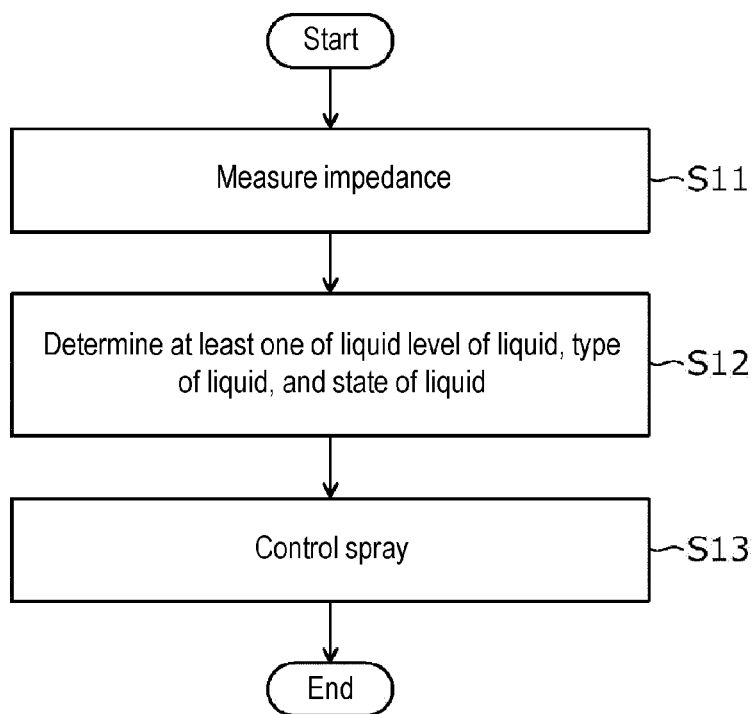 Start
Measure impedance
S11
Determine at least one of liquid level of liquid, type
of liquid, and state of liquid
S12
Control spray
S13
End